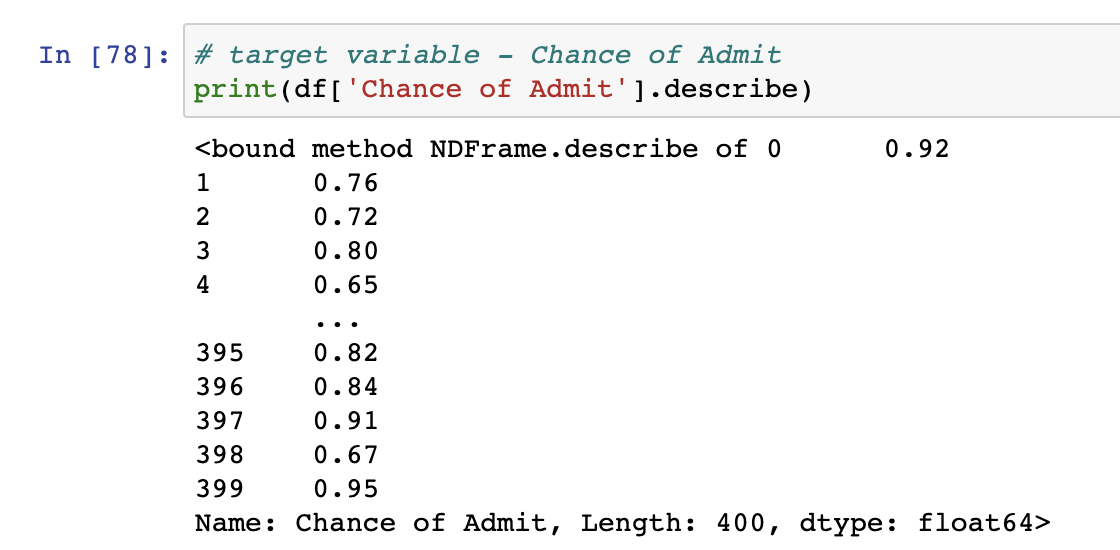 In [78]: # target variable - Chance of Admit
print(df['Chance of Admit'].describe)
<bound method NDFrame.describe of 0      0.92
1      0.76
2      0.72
3      0.80
4      0.65
       ...
395    0.82
396    0.84
397    0.91
398    0.67
399    0.95
Name: Chance of Admit, Length: 400, dtype: float64>